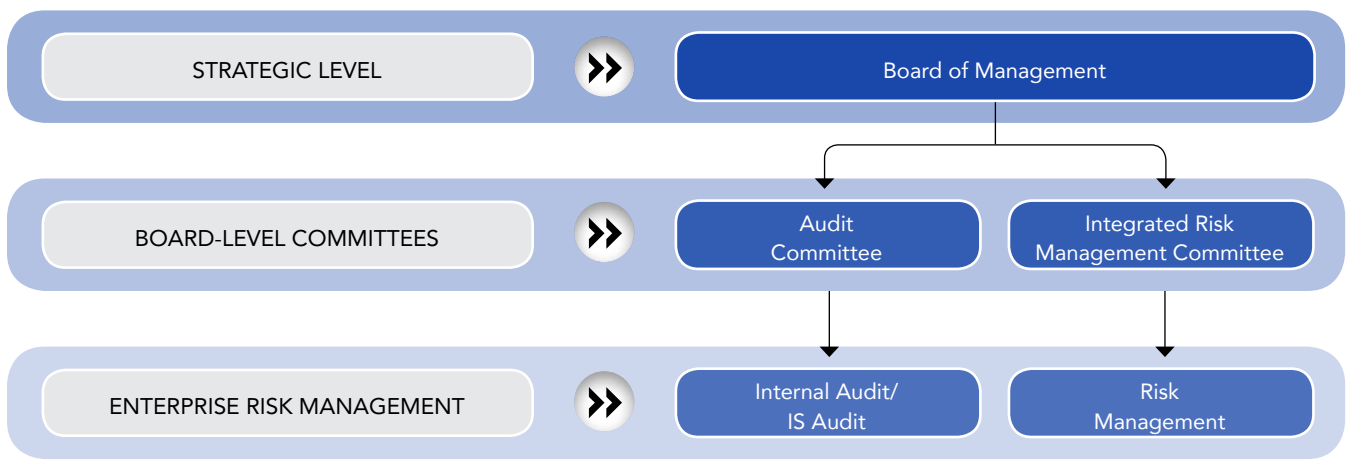 STRATEGIC LEVEL
Board of Management
BOARD-LEVEL COMMITTEES
Audit
Committee
Integrated Risk
Management Committee
ENTERPRISE RISK MANAGEMENT
Internal Audit/
IS Audit
Risk
Management